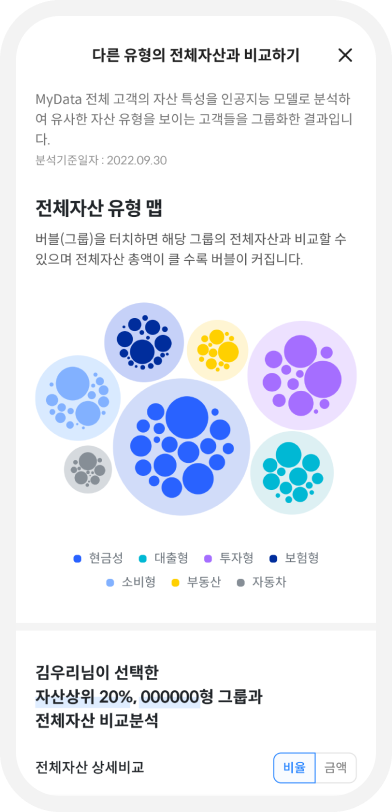 다른 유형의 전체자산과 비교하기
MyData 전체 고객의 자산 특성을 인공지능 모델로 분석하
여 유사한 자산 유형을 보이는 고객들을 그룹화한 결과입니
다.
분석기준일자 : 2022.09.30
전체자산 유형 맵
버블(그룹)을 터치하면 해당 그룹의 전체자산과 비교할 수
있으며 전체자산 총액이 클 수록 버블이 커집니다.
현금성 대출형 투자형 보험형
소비형 부동산 자동차
김우리님이 선택한
자산상위 20%, 000000형 그룹과
전체자산 비교분석
전체자산 상세비교 비율 금액